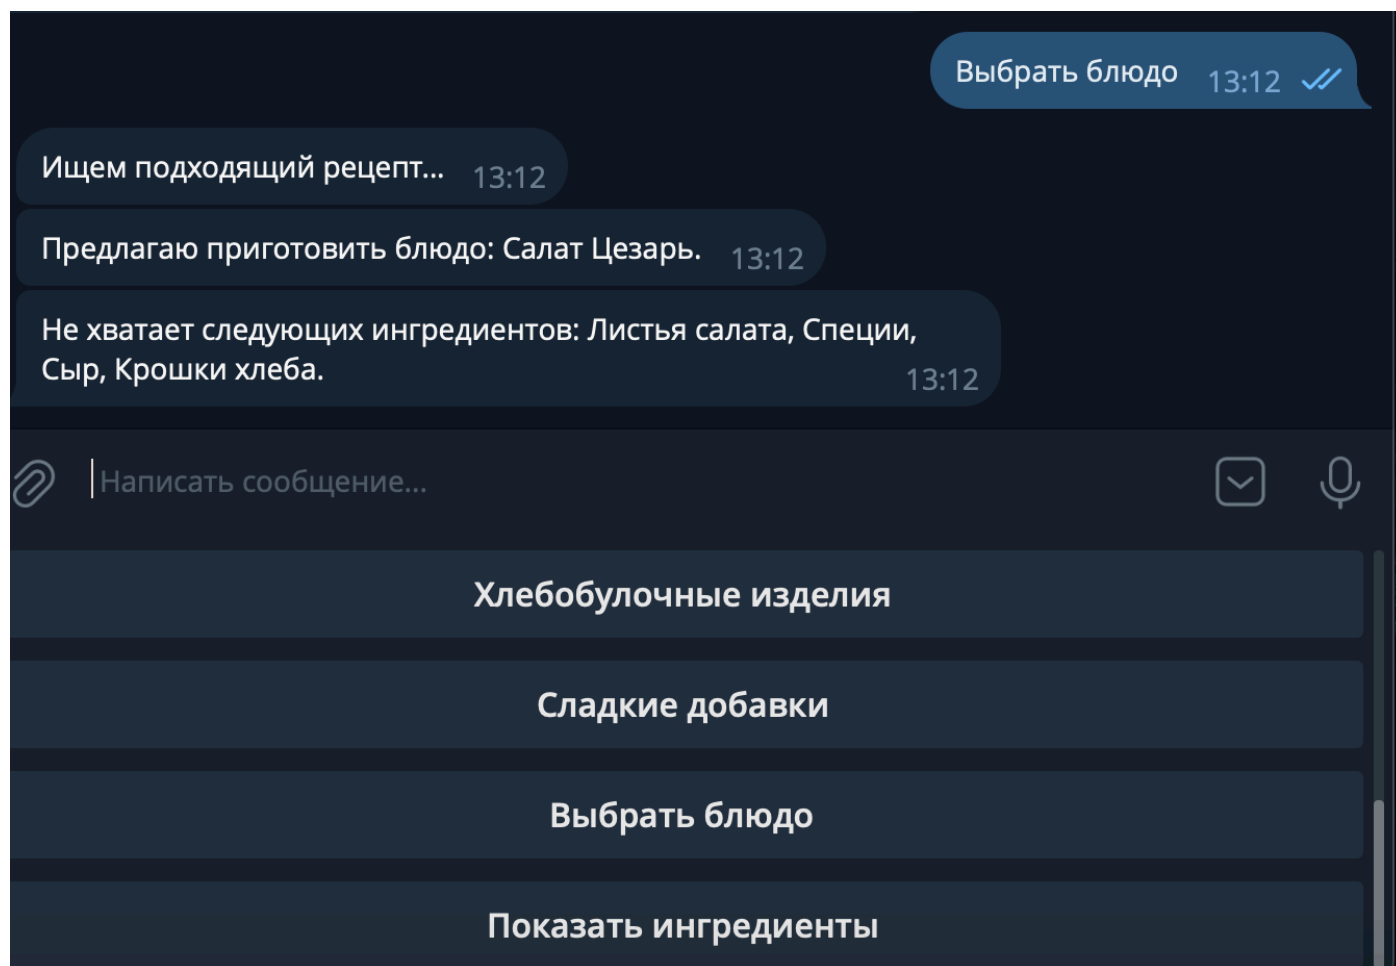 Выбрать блюдо 13:12
Ищем подходящий рецепт... 13:12
Предлагаю приготовить блюдо: Салат Цезарь. 13:12
Не хватает следующих ингредиентов: Листья салата, Специи,
Сыр, Крошки хлеба. 13:12
Написать сообщение...
Хлебобулочные изделия
Сладкие добавки
Выбрать блюдо
Показать ингредиенты